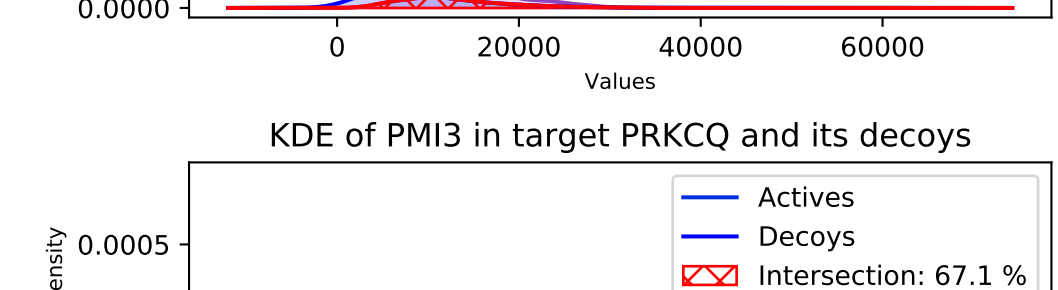 0.0000
0 20000 40000 60000
Values
KDE of PMI3 in target PRKCQ and its decoys
Actives
0.0005
Decoys
Intersection: 67.1 %